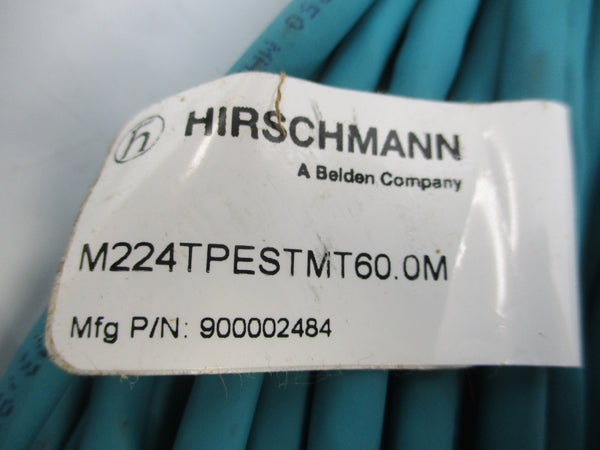 HIRSCHMANN
A Belden Company
M224TPESTMT60.0M
Mfg P/N: 900002484